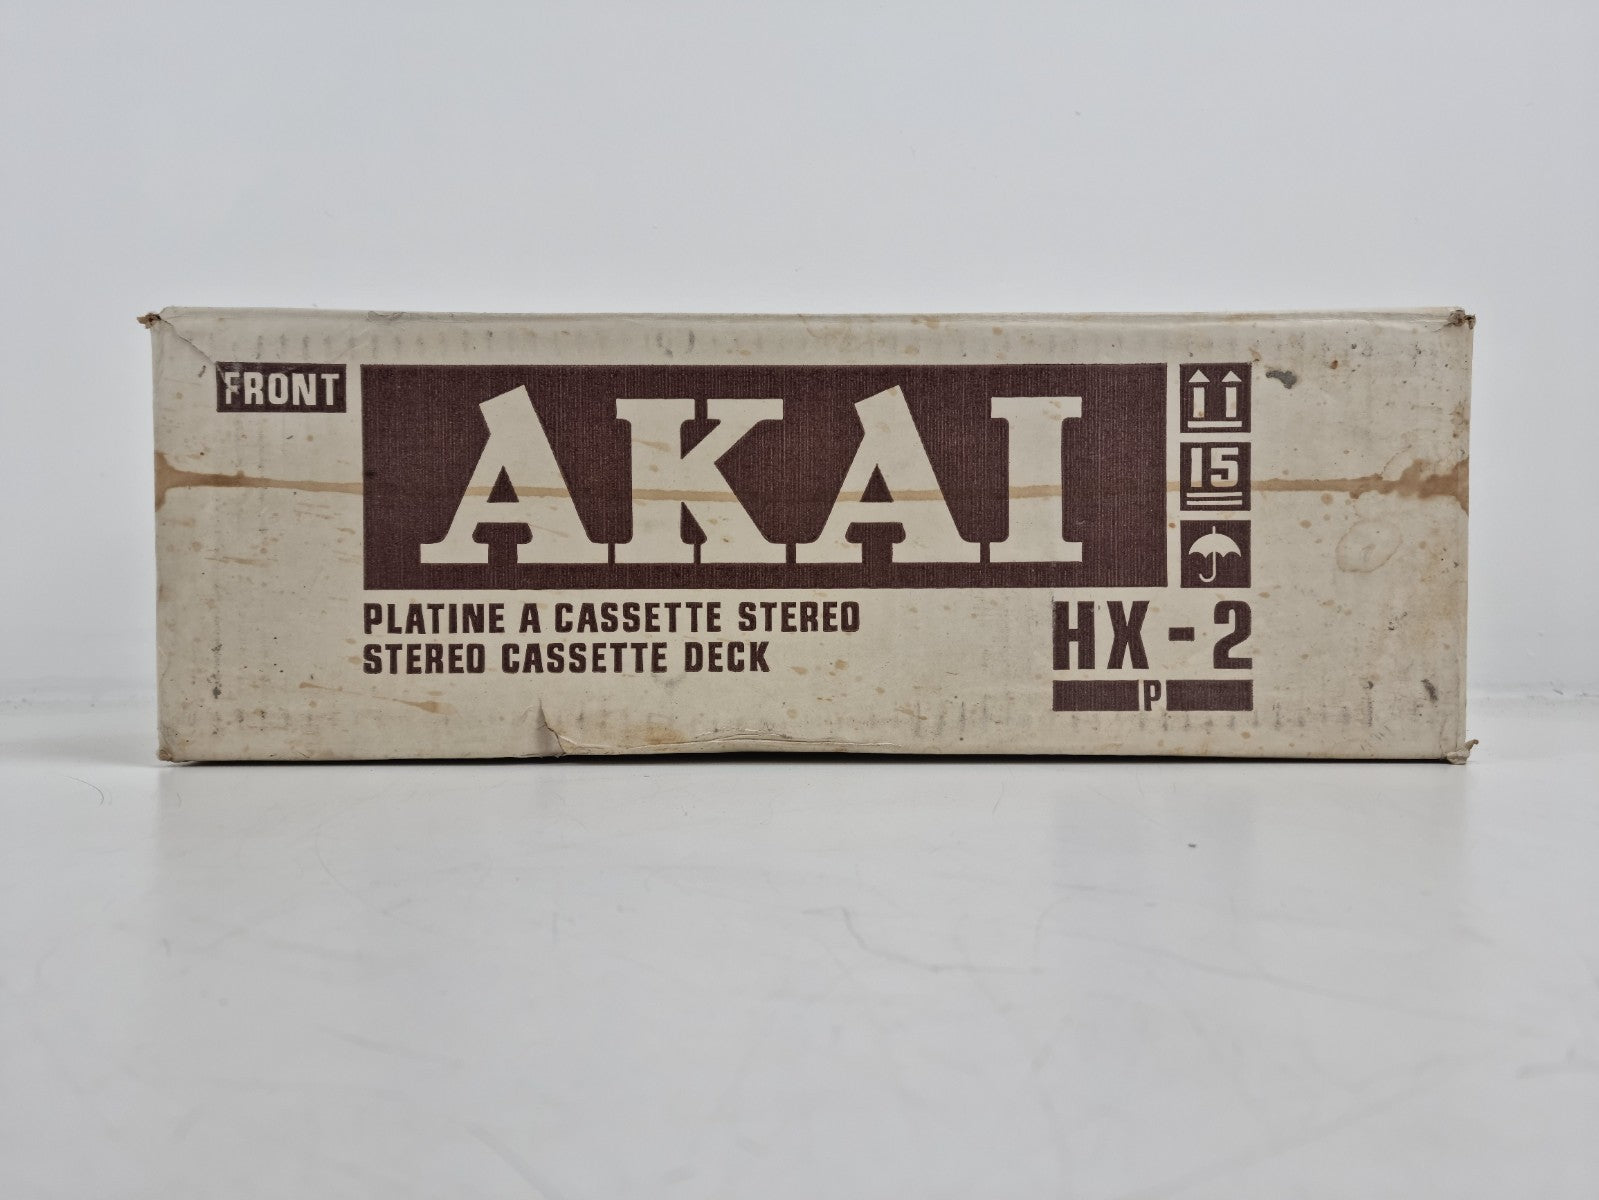 FRONT
AKAI
15
PLATINE A CASSETTE STEREO
STEREO CASSETTE DECK
HX-2
P